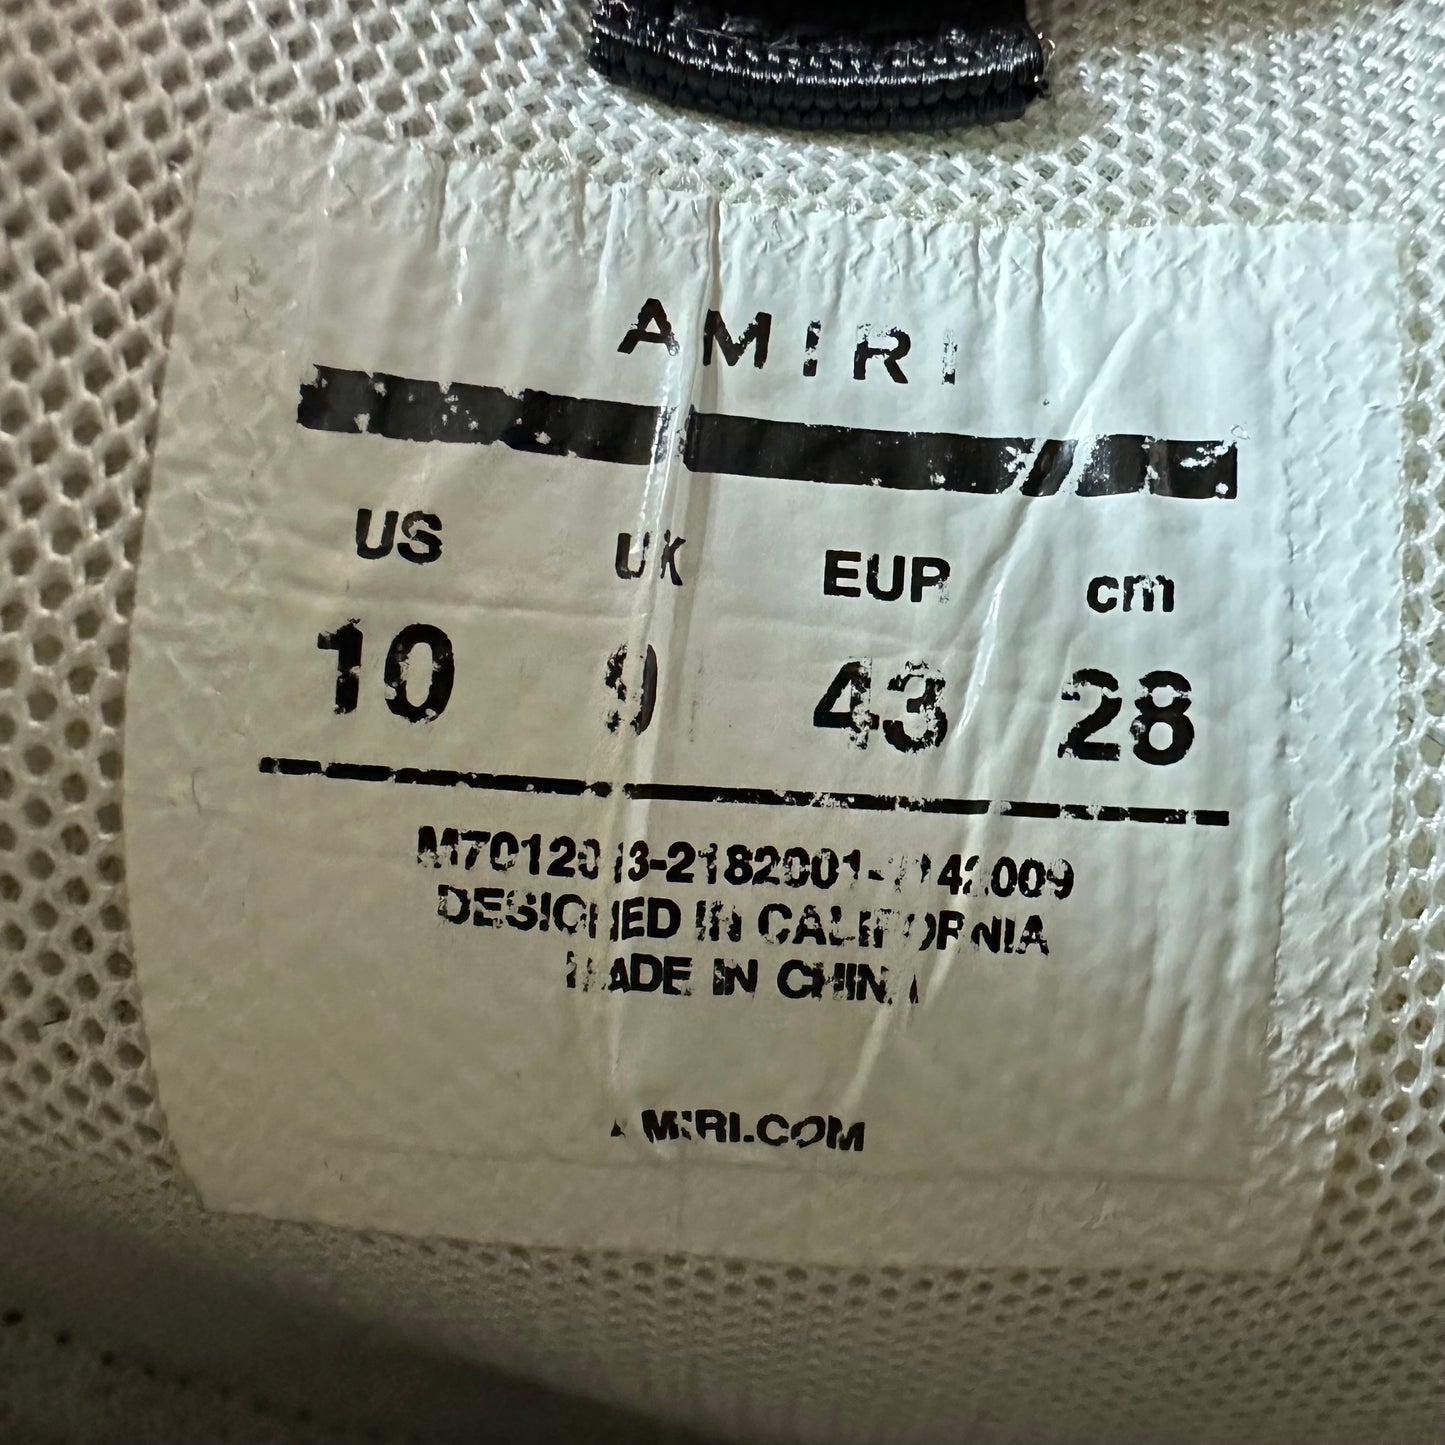 AMIRI
US UK EUR cm
10 9 43 28
DESIGNED IN CALIFORNIA
MADE IN CHINA
AMIRI.COM